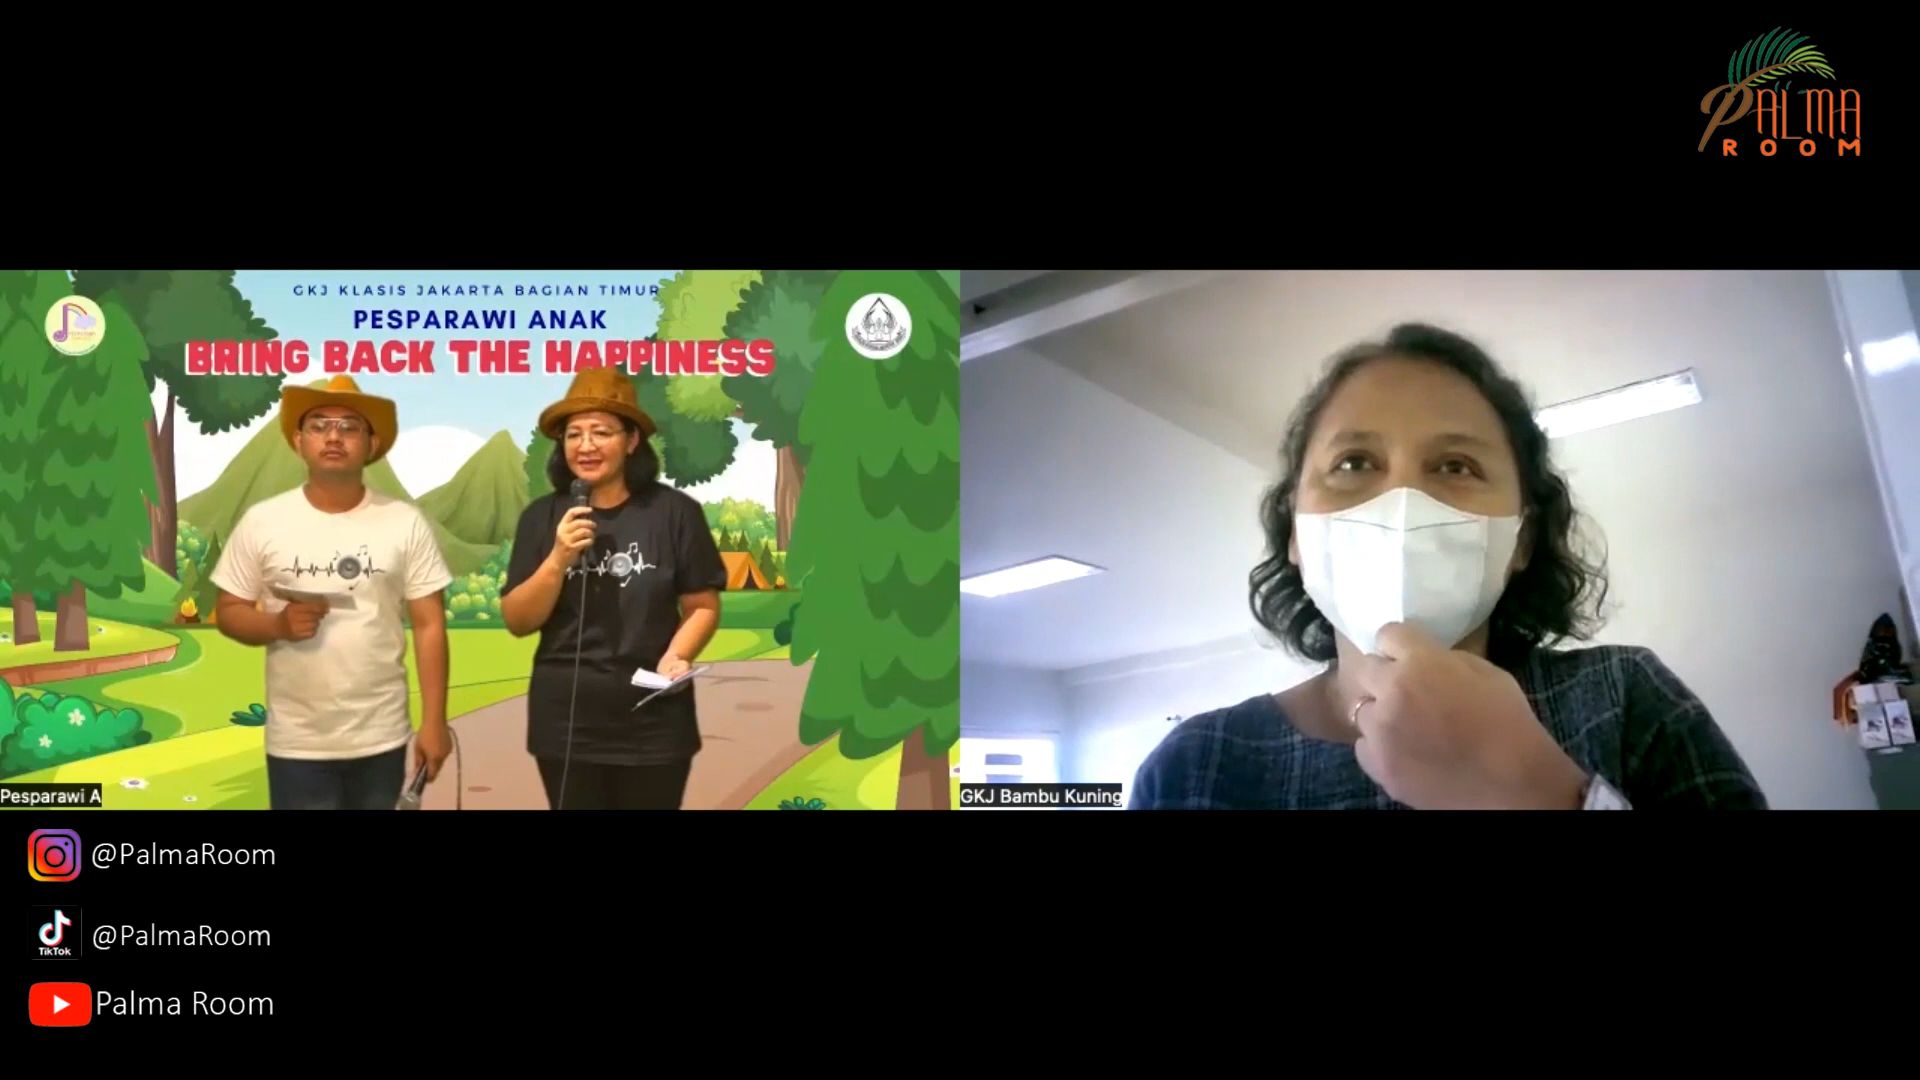 PALMA
ROOM
GKJ KLASIS JAKARTA BAGIAN TIMUR
PESPARAWI ANAK
BRING BACK THE HAPPINESS
Pesparawi A
GKJ Bambu Kuning
@PalmaRoom
TikTok
@PalmaRoom
Palma Room